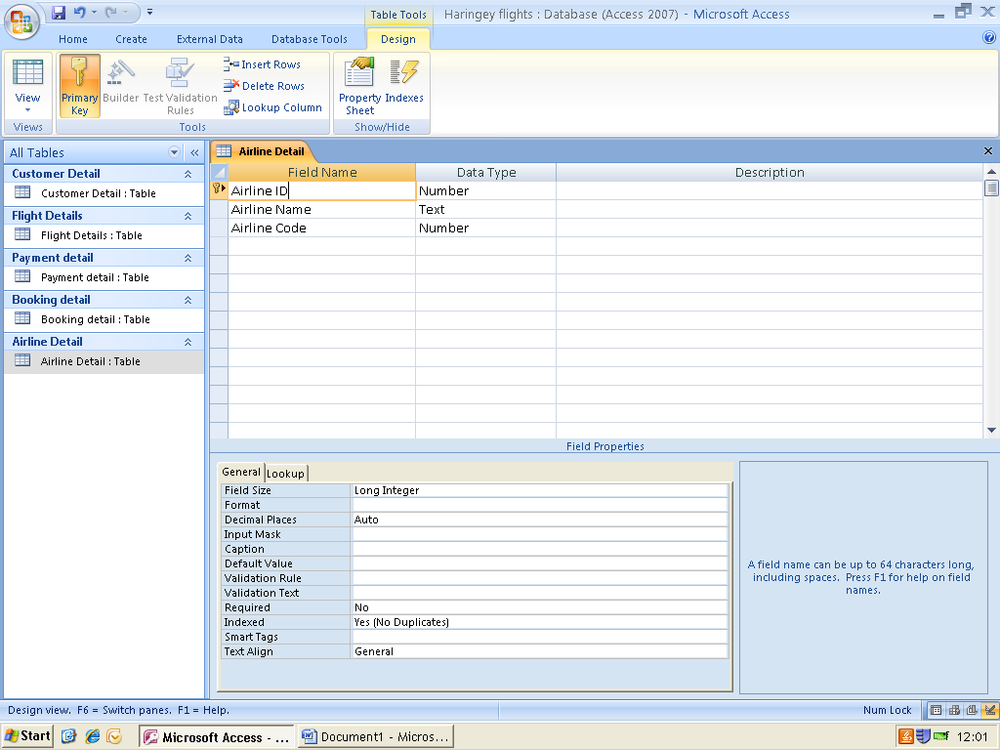 Table Tools
Haringey flights : Database (Access 2007) - Microsoft Access
Home
Create
External Data
Database Tools
Design
View
Primary Key
Builder
Test Validation Rules
Insert Rows
Delete Rows
Lookup Column
Property Sheet
Indexes
Views
Tools
Show/Hide
All Tables
Customer Detail
Customer Detail : Table
Flight Details
Flight Details : Table
Payment detail
Payment detail : Table
Booking detail
Booking detail : Table
Airline Detail
Airline Detail : Table
Airline Detail
Field Name Data Type Description
Airline ID Number
Airline Name Text
Airline Code Number
Field Properties
General Lookup
Field Size Long Integer
Format
Decimal Places Auto
Input Mask
Caption
Default Value
Validation Rule
Validation Text
Required No
Indexed Yes (No Duplicates)
Smart Tags
Text Align General
A field name can be up to 64 characters long,
including spaces. Press F1 for help on field
names.
Design view. F6 = Switch panes. F1 = Help.
Num Lock
Start
Microsoft Access - ...
Document1 - Micros...
12:01